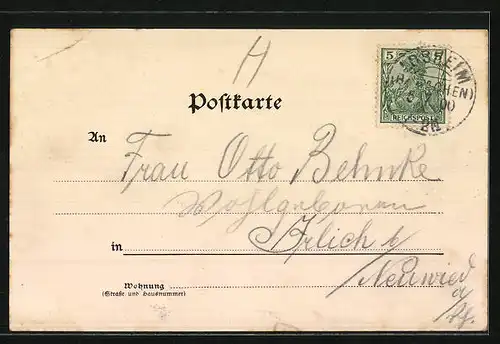 H
5
REICHSPOST
Postkarte
An
Frau Otto Behnke
Wohlgeboren
in Irlich b/
Neuwied
a/
Wohnung
(Straße und Hausnummer)